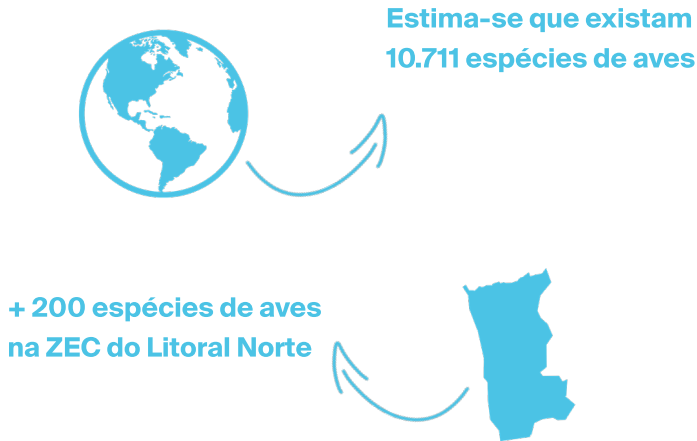 Estima-se que existam
10.711 espécies de aves
+ 200 espécies de aves
na ZEC do Litoral Norte